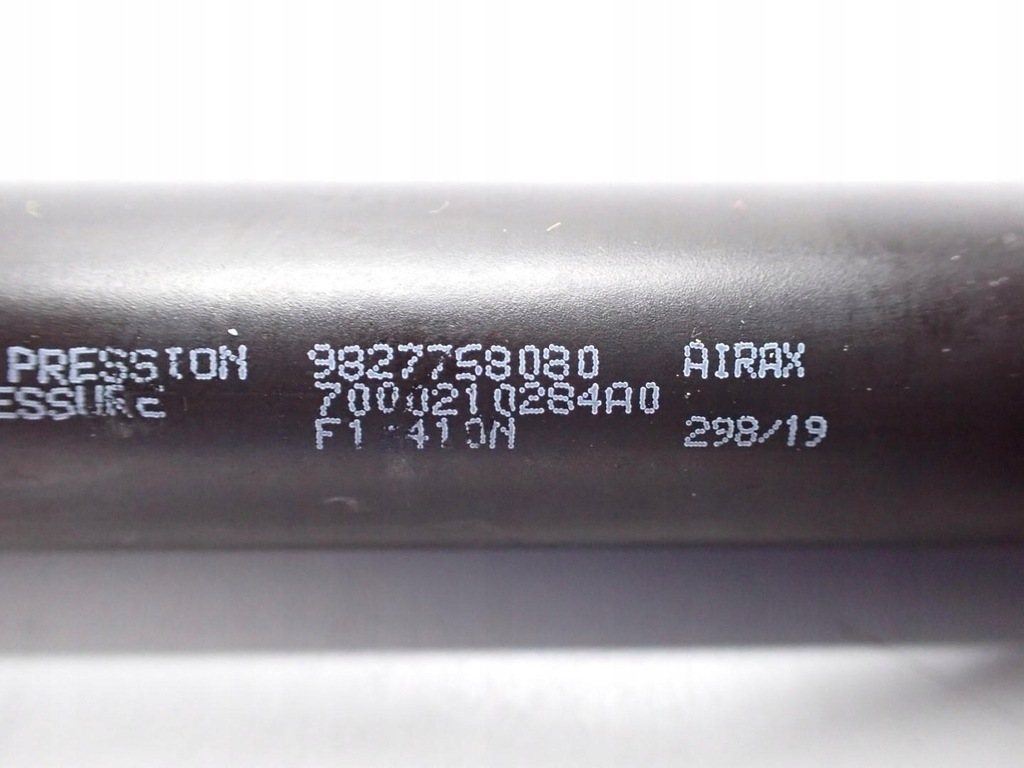 PRESSION 9827758080 AIRAX
ESSURE 7000210284A0
F1 410N 298/19